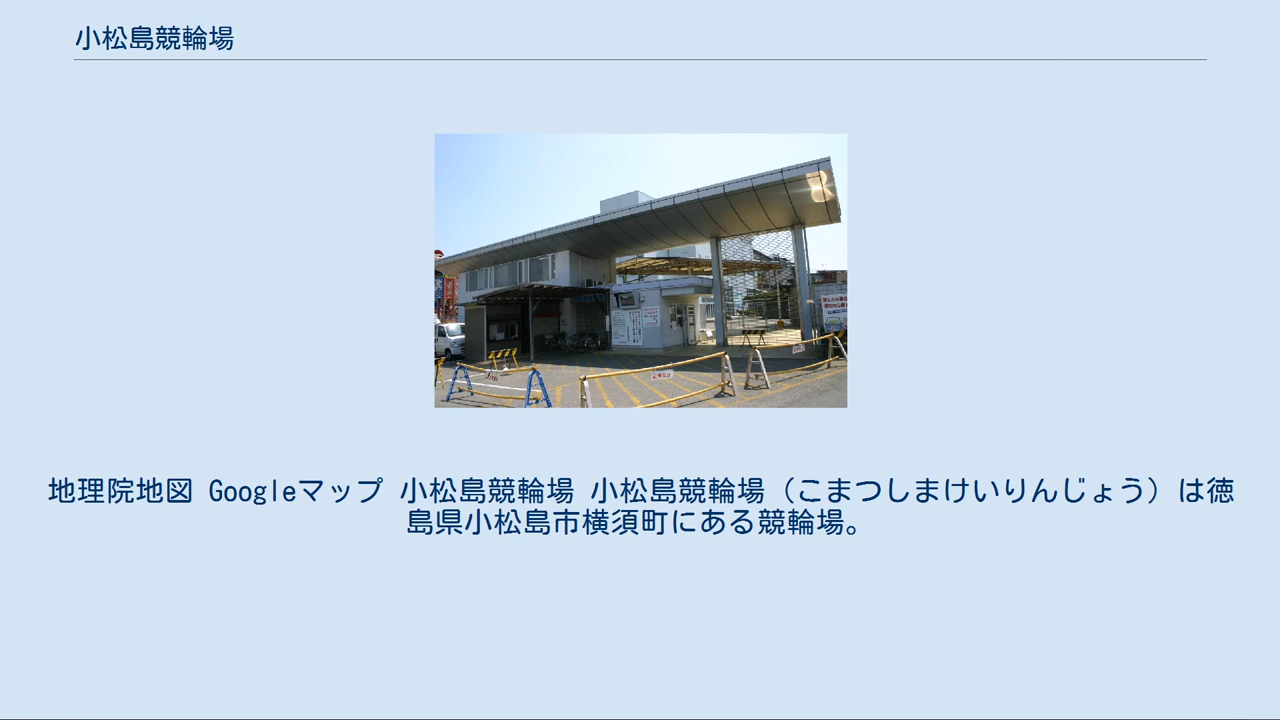 小松島競輪場
地理院地図 Googleマップ 小松島競輪場 小松島競輪場（こまつしまけいりんじょう）は徳
島県小松島市横須町にある競輪場。